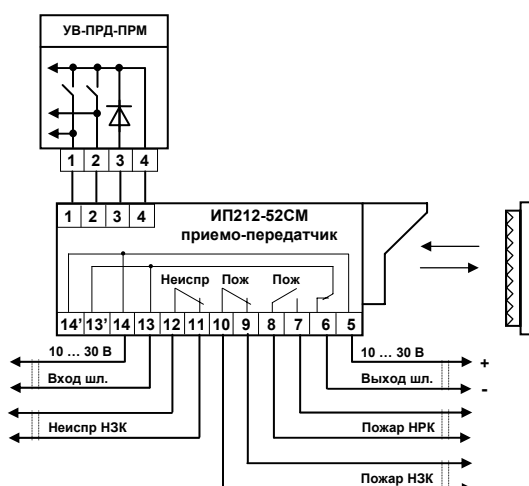 УВ-ПРД-ПРМ
1 2 3 4
1 2 3 4
ИП212-52СМ
приемо-передатчик
Неиспр Пож Пож
14' 13' 14 13 12 11 10 9 8 7 6 5
10 ... 30 В 10 ... 30 В +
Вход шл. Выход шл. -
Неиспр НЗК Пожар НРК
Пожар НЗК